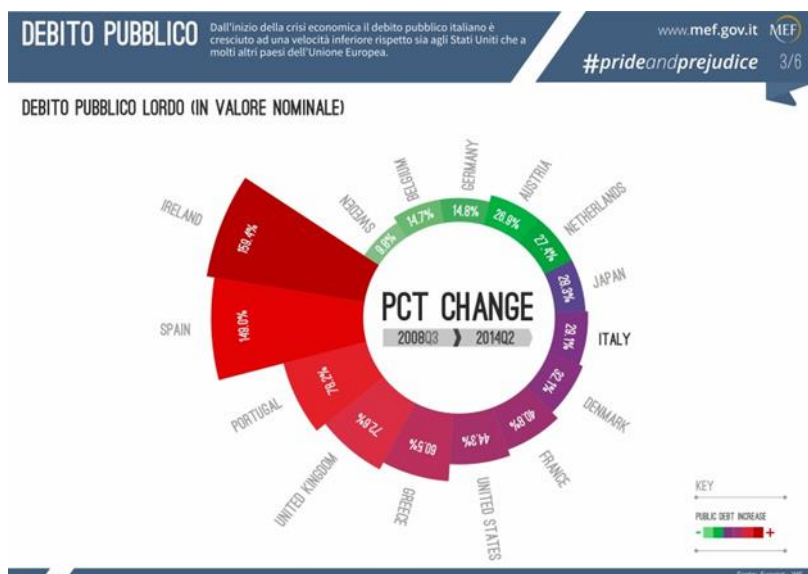 DEBITO PUBBLICO
Dall'inizio della crisi economica il debito pubblico italiano è
cresciuto ad una velocità inferiore rispetto sia agli Stati Uniti che a
molti altri paesi dell'Unione Europea.
www.mef.gov.it MEF
#prideandprejudice 3/6
DEBITO PUBBLICO LORDO (IN VALORE NOMINALE)
PCT CHANGE
2008Q3 2014Q2
SWEDEN
9.8%
BELGIUM
14.7%
GERMANY
14.8%
AUSTRIA
26.9%
NETHERLANDS
27.4%
JAPAN
28.3%
ITALY
29.1%
DENMARK
32.1%
FRANCE
40.8%
UNITED STATES
44.3%
GREECE
60.5%
UNITED KINGDOM
72.6%
PORTUGAL
78.2%
SPAIN
149.0%
IRELAND
159.4%
KEY
PUBLIC DEBT INCREASE
- +